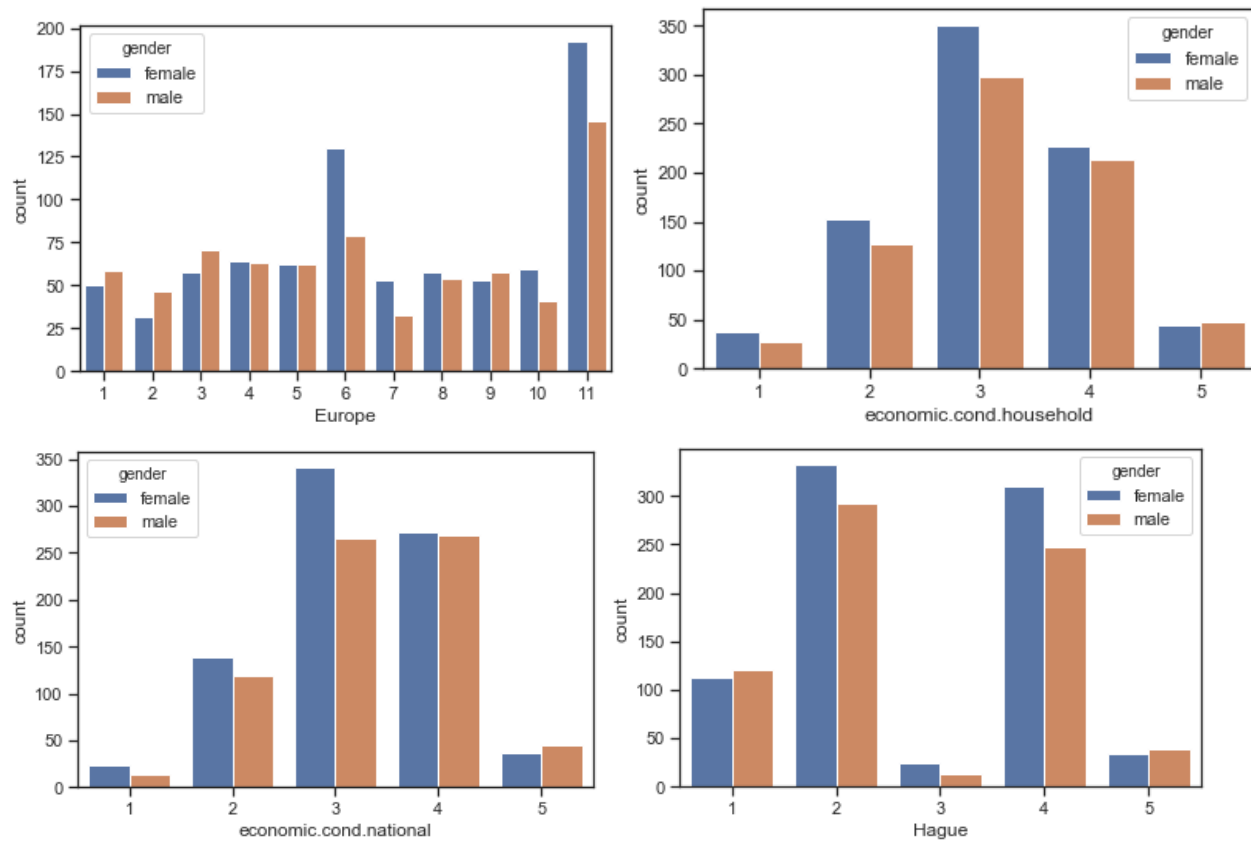 gender
female
male
200
175
150
125
100
75
50
25
0
count
1 2 3 4 5 6 7 8 9 10 11
Europe
gender
female
male
350
300
250
200
150
100
50
0
count
1 2 3 4 5
economic.cond.household
gender
female
male
350
300
250
200
150
100
50
0
count
1 2 3 4 5
economic.cond.national
gender
female
male
300
250
200
150
100
50
0
count
1 2 3 4 5
Hague